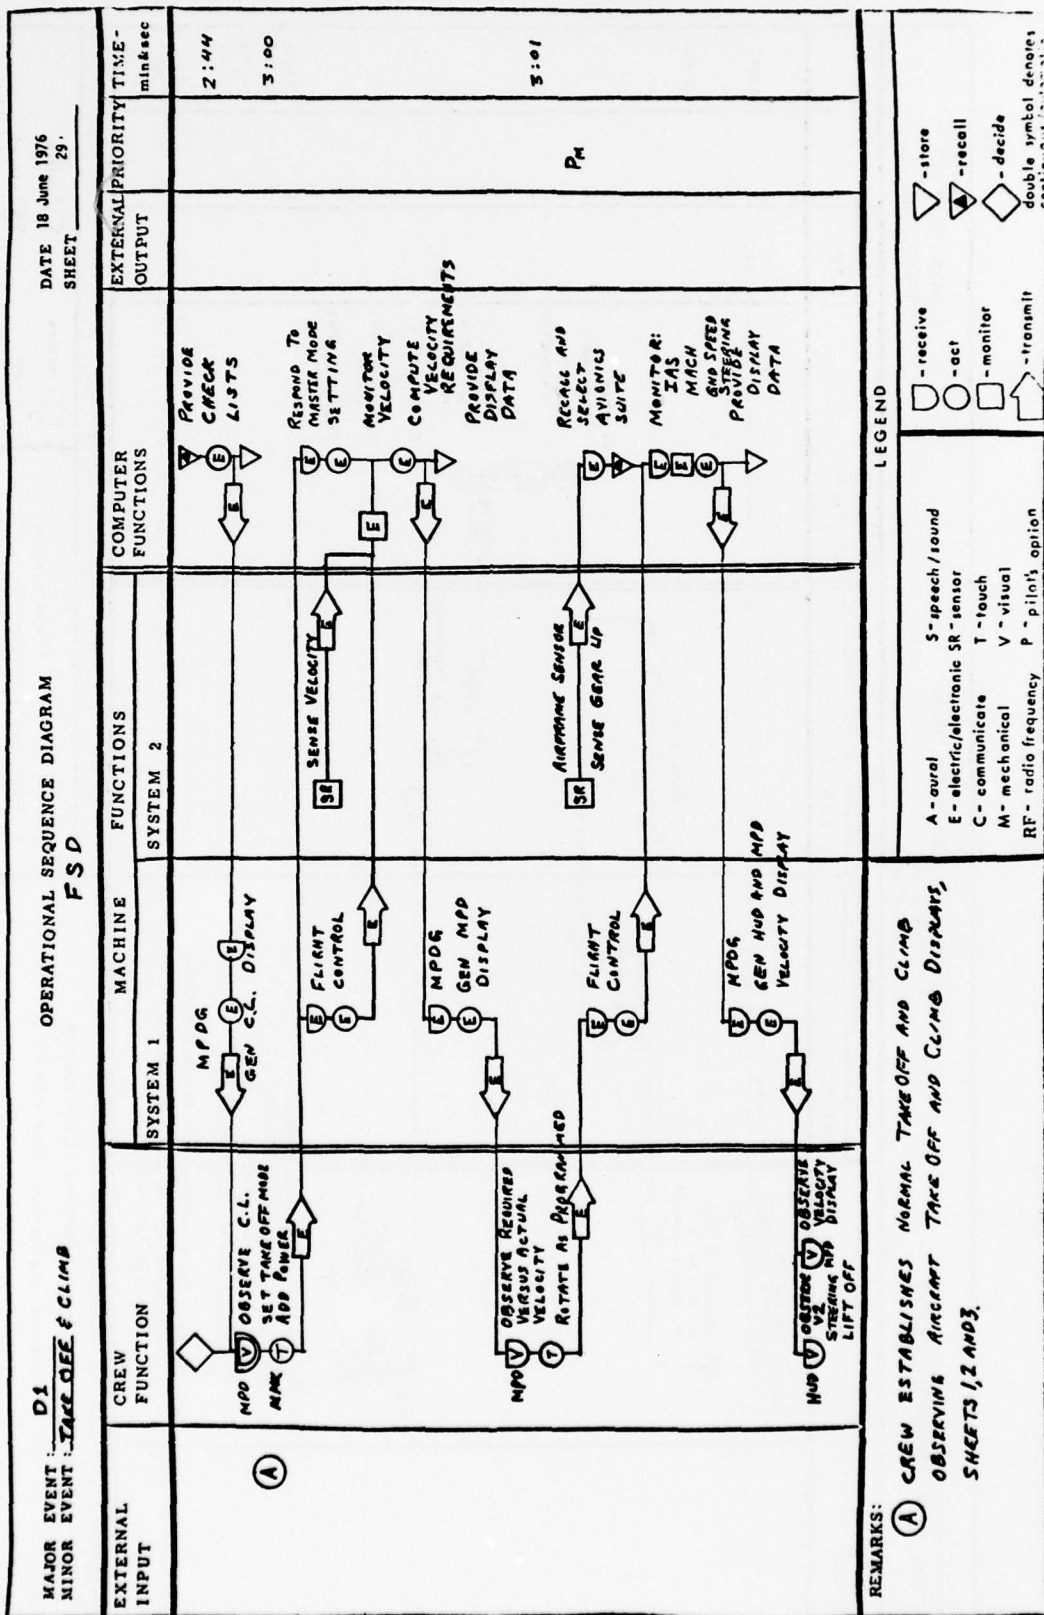 MAJOR EVENT: D1
MINOR EVENT: TAKE OFF & CLIMB
OPERATIONAL SEQUENCE DIAGRAM
FSD
DATE 18 June 1976
SHEET 29.
EXTERNAL INPUT
CREW FUNCTION
MACHINE FUNCTIONS
SYSTEM 1
SYSTEM 2
COMPUTER FUNCTIONS
EXTERNAL OUTPUT
PRIORITY
TIME-
min&sec
2:44
3:00
3:01
PM
A
MPD
V
OBSERVE C.L.
MMK
T
SET TAKE OFF MODE
ADD POWER
E
MPDG
E
E
E
GEN C.L. DISPLAY
E
E
PROVIDE
CHECK
LISTS
E
E
FLIGHT
CONTROL
E
SR
SENSE VELOCITY
E
E
E
RESPOND TO
MASTER MODE
SETTING
E
MONITOR
VELOCITY
E
COMPUTE
VELOCITY
REQUIREMENTS
PROVIDE
DISPLAY
DATA
E
E
MPDG
E
GEN MPD
DISPLAY
E
MPD
V
OBSERVE REQUIRED
VERSUS ACTUAL
VELOCITY
T
ROTATE AS PROGRAMMED
E
E
E
FLIGHT
CONTROL
E
SR
AIRFRAME SENSOR
SENSE GEAR UP
E
E
RECALL AND
SELECT
AVIONICS
SUITE
E
E
E
MONITOR:
IAS
MACH
GND SPEED
STEERING
PROVIDE
DISPLAY
DATA
E
E
E
MPDG
GEN HUD AND MPD
VELOCITY DISPLAY
E
HUD
V
OBSERVE
V2
STEERING
LIFT OFF
MPD
V
OBSERVE
VELOCITY
DISPLAY
REMARKS:
A
CREW ESTABLISHES NORMAL TAKE OFF AND CLIMB
OBSERVING AIRCRAFT TAKE OFF AND CLIMB DISPLAYS,
SHEETS 1, 2 AND 3.
LEGEND
A - aural
S - speech/sound
E - electric/electronic
SR - sensor
C - communicate
T - touch
M - mechanical
V - visual
RF - radio frequency
P - pilot's option
- receive
- act
- monitor
- transmit
- store
- recall
- decide
double symbol denotes